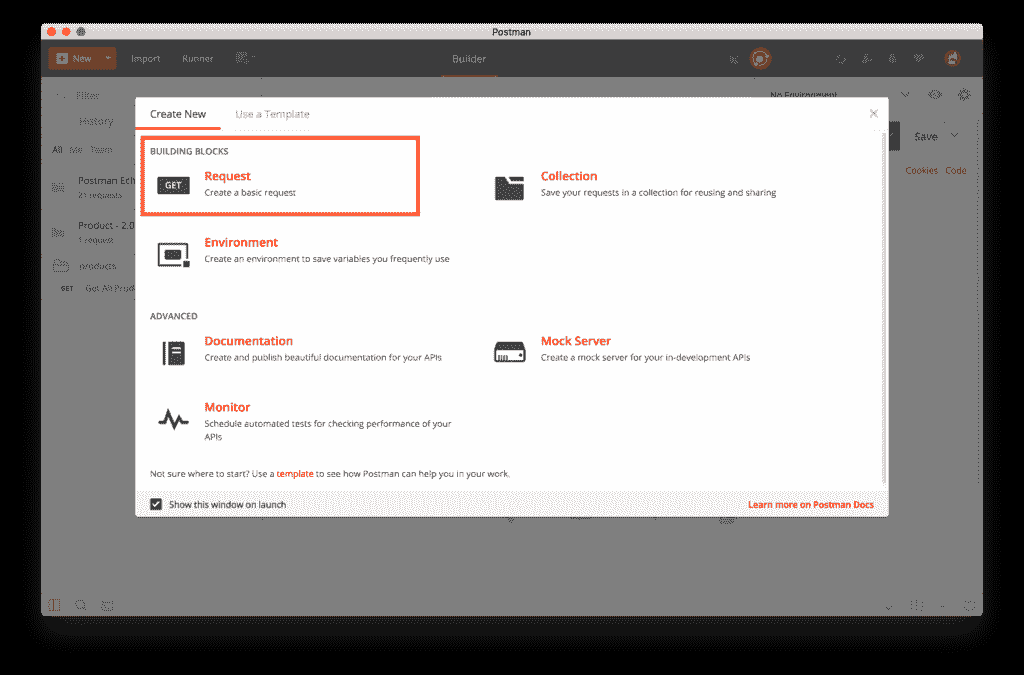 Postman
New
Import
Runner
Builder
Filter
No Environment
History
All Me Team
Save
Cookies Code
Postman
21 requests
Product - 2.0
1 request
products
GET Get All
Create New
Use a Template
BUILDING BLOCKS
GET
Request
Create a basic request
Collection
Save your requests in a collection for reusing and sharing
Environment
Create an environment to save variables you frequently use
ADVANCED
Documentation
Create and publish beautiful documentation for your APIs
Mock Server
Create a mock server for your in-development APIs
Monitor
Schedule automated tests for checking performance of your
APIs
Not sure where to start? Use a template to see how Postman can help you in your work.
Show this window on launch
Learn more on Postman Docs